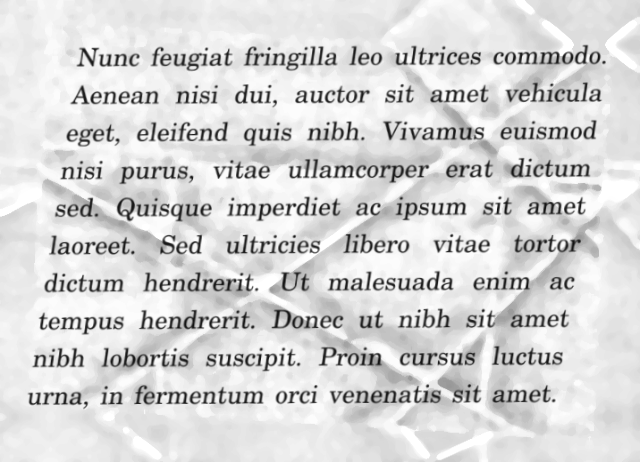 Nunc feugiat fringilla leo ultrices commodo.
Aenean nisi dui, auctor sit amet vehicula
eget, eleifend quis nibh. Vivamus euismod
nisi purus, vitae ullamcorper erat dictum
sed. Quisque imperdiet ac ipsum sit amet
laoreet. Sed ultricies libero vitae tortor
dictum hendrerit. Ut malesuada enim ac
tempus hendrerit. Donec ut nibh sit amet
nibh lobortis suscipit. Proin cursus luctus
urna, in fermentum orci venenatis sit amet.